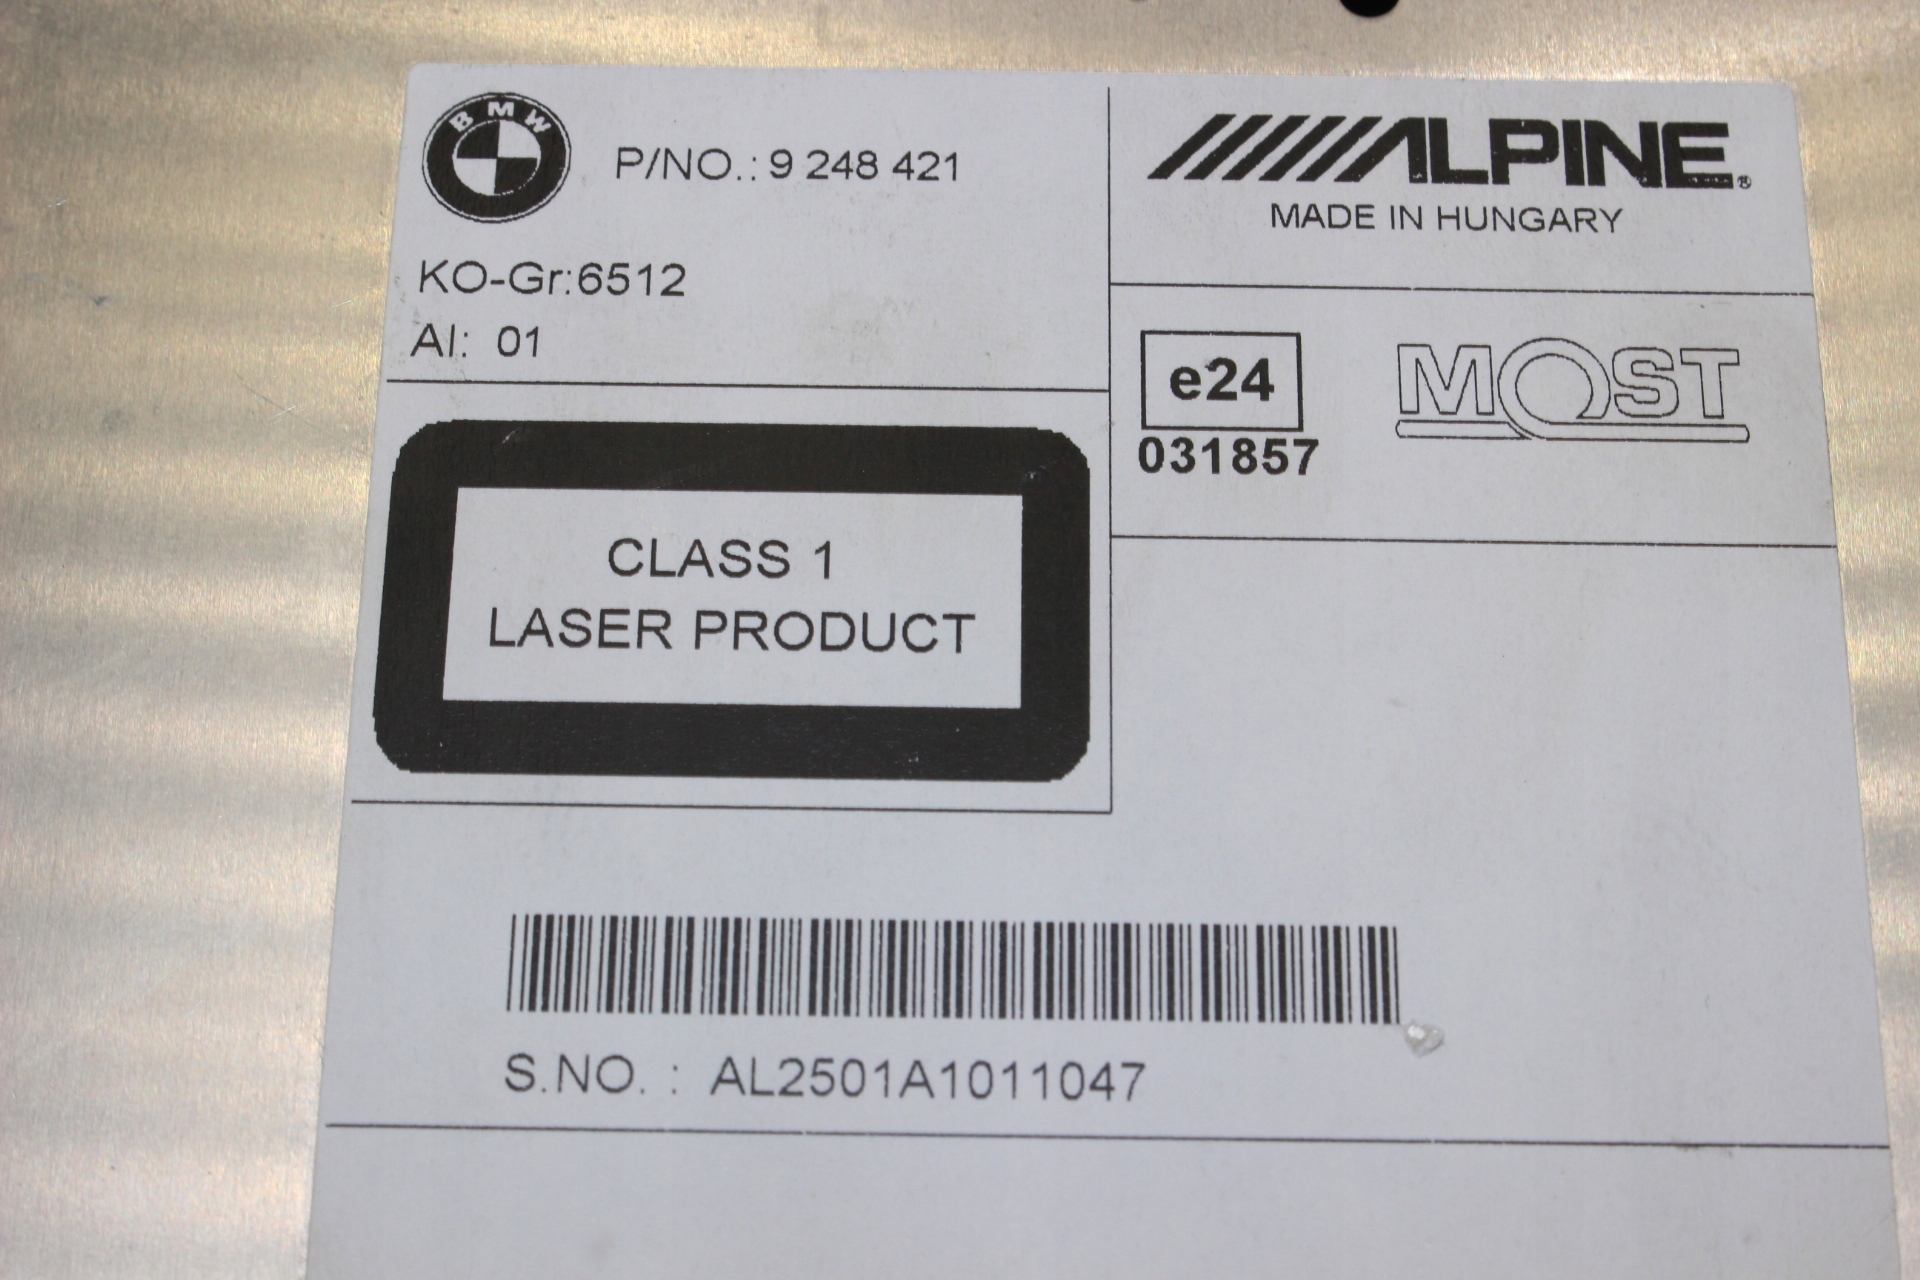 BMW
P/NO.: 9 248 421
KO-Gr:6512
AI: 01
ALPINE®
MADE IN HUNGARY
e24
031857
MOST
CLASS 1
LASER PRODUCT
S.NO. : AL2501A1011047